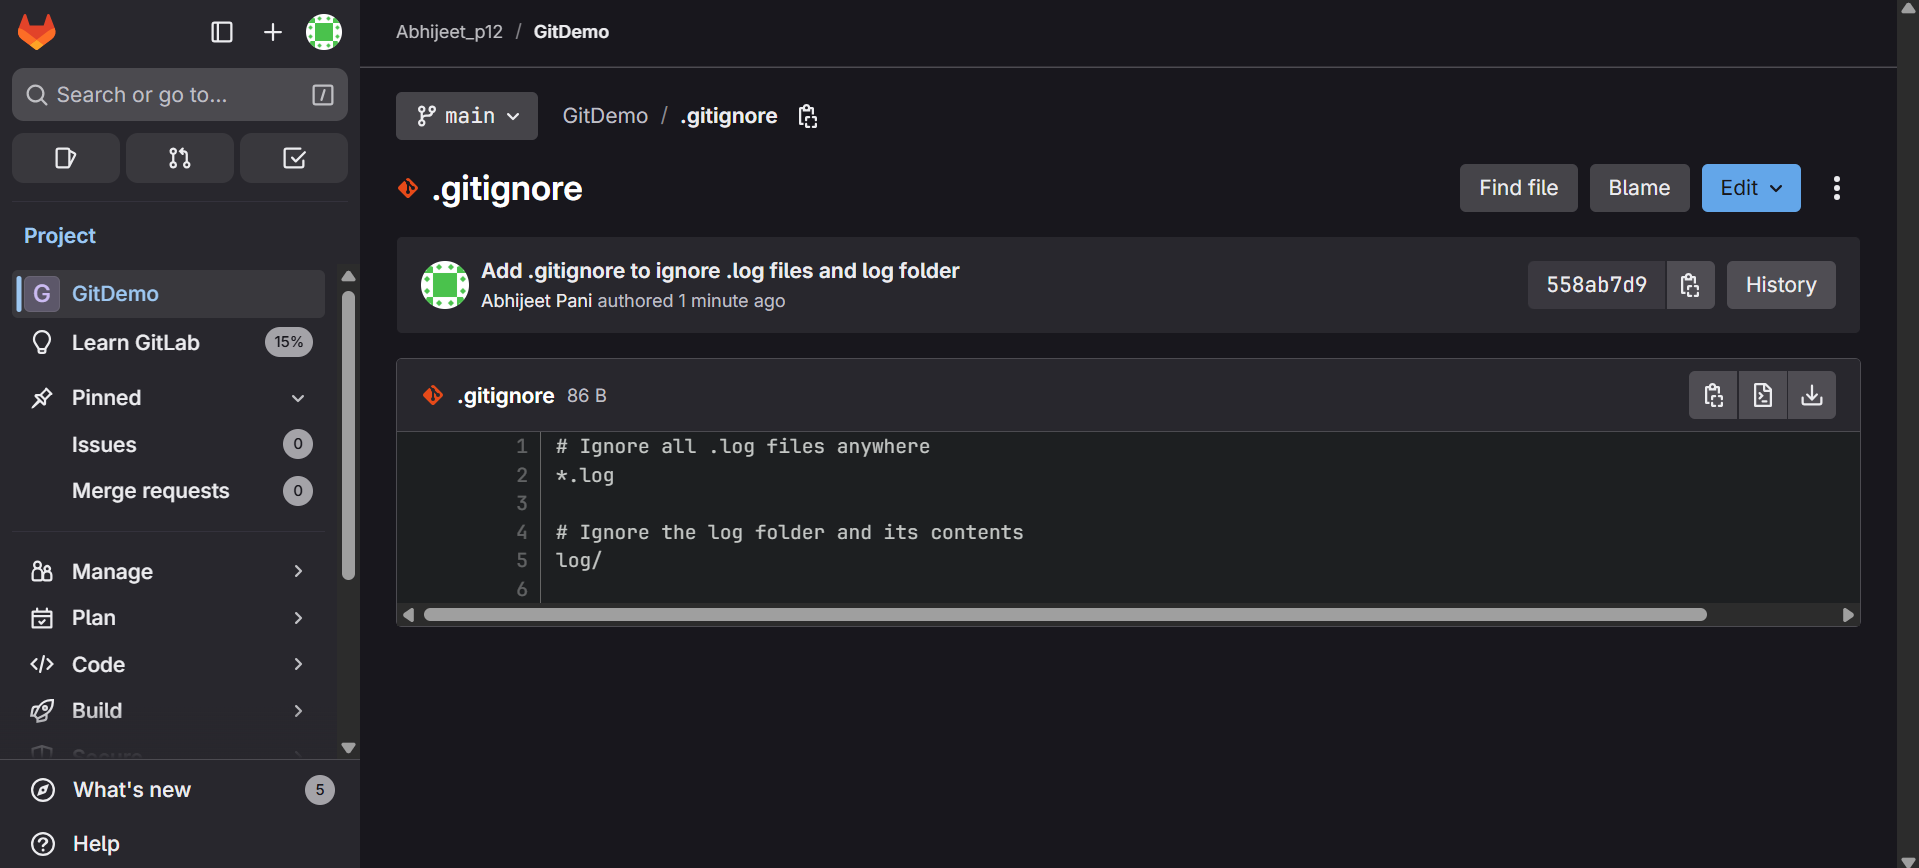 Abhijeet_p12 / GitDemo
Search or go to... /
main
GitDemo / .gitignore
.gitignore
Find file
Blame
Edit
Project
Add .gitignore to ignore .log files and log folder
Abhijeet Pani authored 1 minute ago
558ab7d9
History
G GitDemo
Learn GitLab 15%
Pinned
Issues 0
Merge requests 0
Manage
Plan
Code
Build
Secure
What's new 5
Help
.gitignore 86 B
1 # Ignore all .log files anywhere
2 *.log
3
4 # Ignore the log folder and its contents
5 log/
6